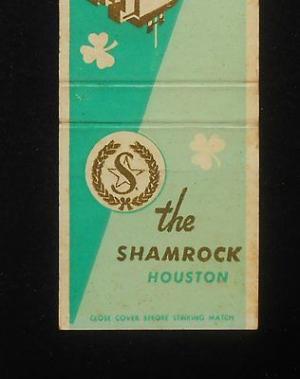 S
the
SHAMROCK
HOUSTON
CLOSE COVER BEFORE STRIKING MATCH